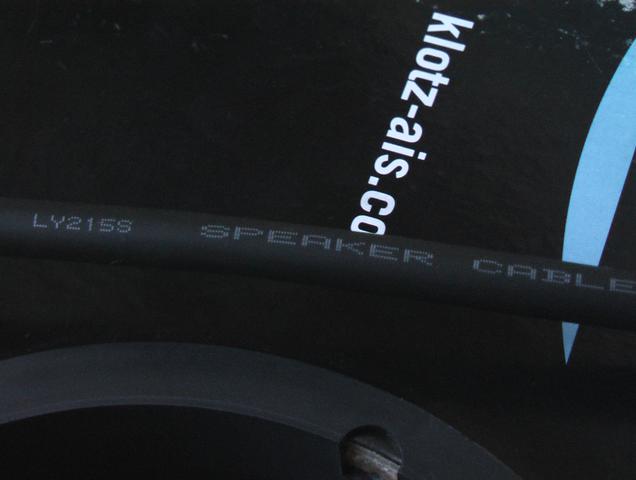 klotz-ais.co
LY215S SPEAKER CABLE